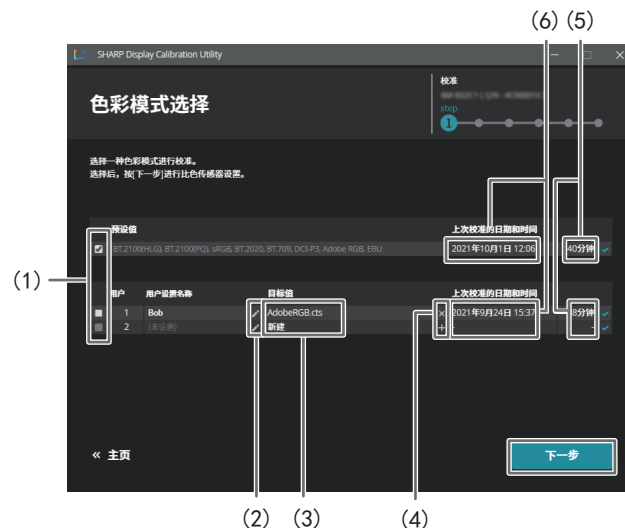 (6) (5)
SHARP Display Calibration Utility
校准
色彩模式选择
step
1
选择一种色彩模式进行校准。
选择后，按[下一步]进行比色传感器设置。
预设值 上次校准的日期和时间
BT.2100(HLG), BT.2100(PQ), sRGB, BT.2020, BT.709, DCI-P3, Adobe RGB, EBU 2021年10月1日 12:06 40分钟
(1)
用户 用户设置名称 目标值 上次校准的日期和时间
1 Bob AdobeRGB.cts × 2021年9月24日 15:37 8分钟
2 (未设置) 新建 + - -
« 主页 下一步
(2) (3) (4)